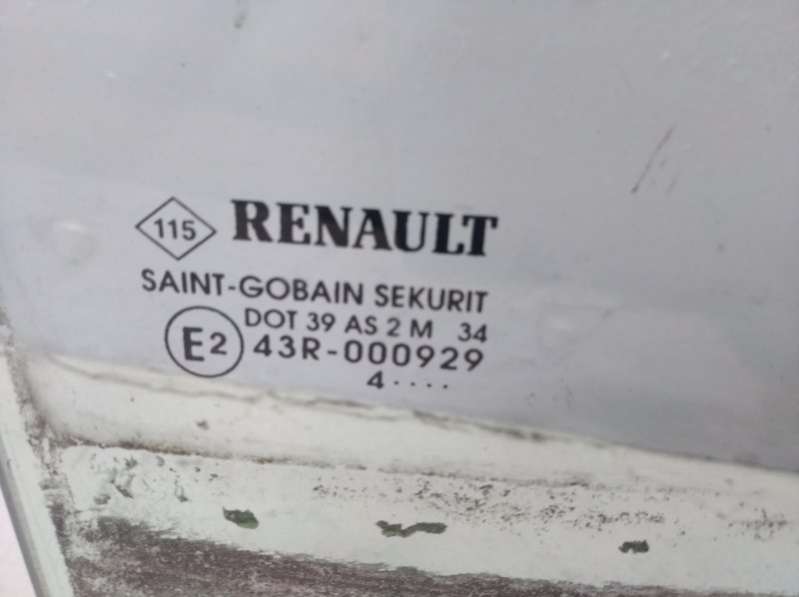 115 RENAULT
SAINT-GOBAIN SEKURIT
DOT 39 AS 2 M 34
E2 43R-000929
4····